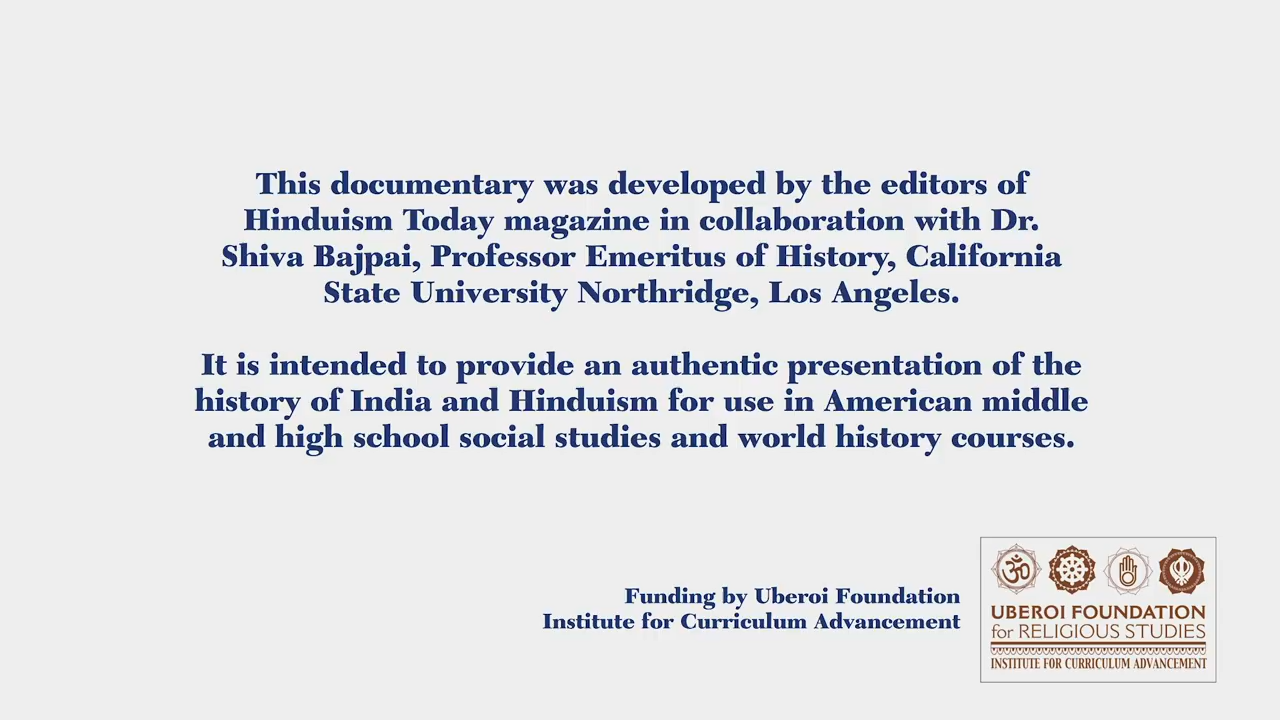 This documentary was developed by the editors of
Hinduism Today magazine in collaboration with Dr.
Shiva Bajpai, Professor Emeritus of History, California
State University Northridge, Los Angeles.
It is intended to provide an authentic presentation of the
history of India and Hinduism for use in American middle
and high school social studies and world history courses.
Funding by Uberoi Foundation
Institute for Curriculum Advancement
ॐ
UBEROI FOUNDATION
for RELIGIOUS STUDIES
INSTITUTE FOR CURRICULUM ADVANCEMENT